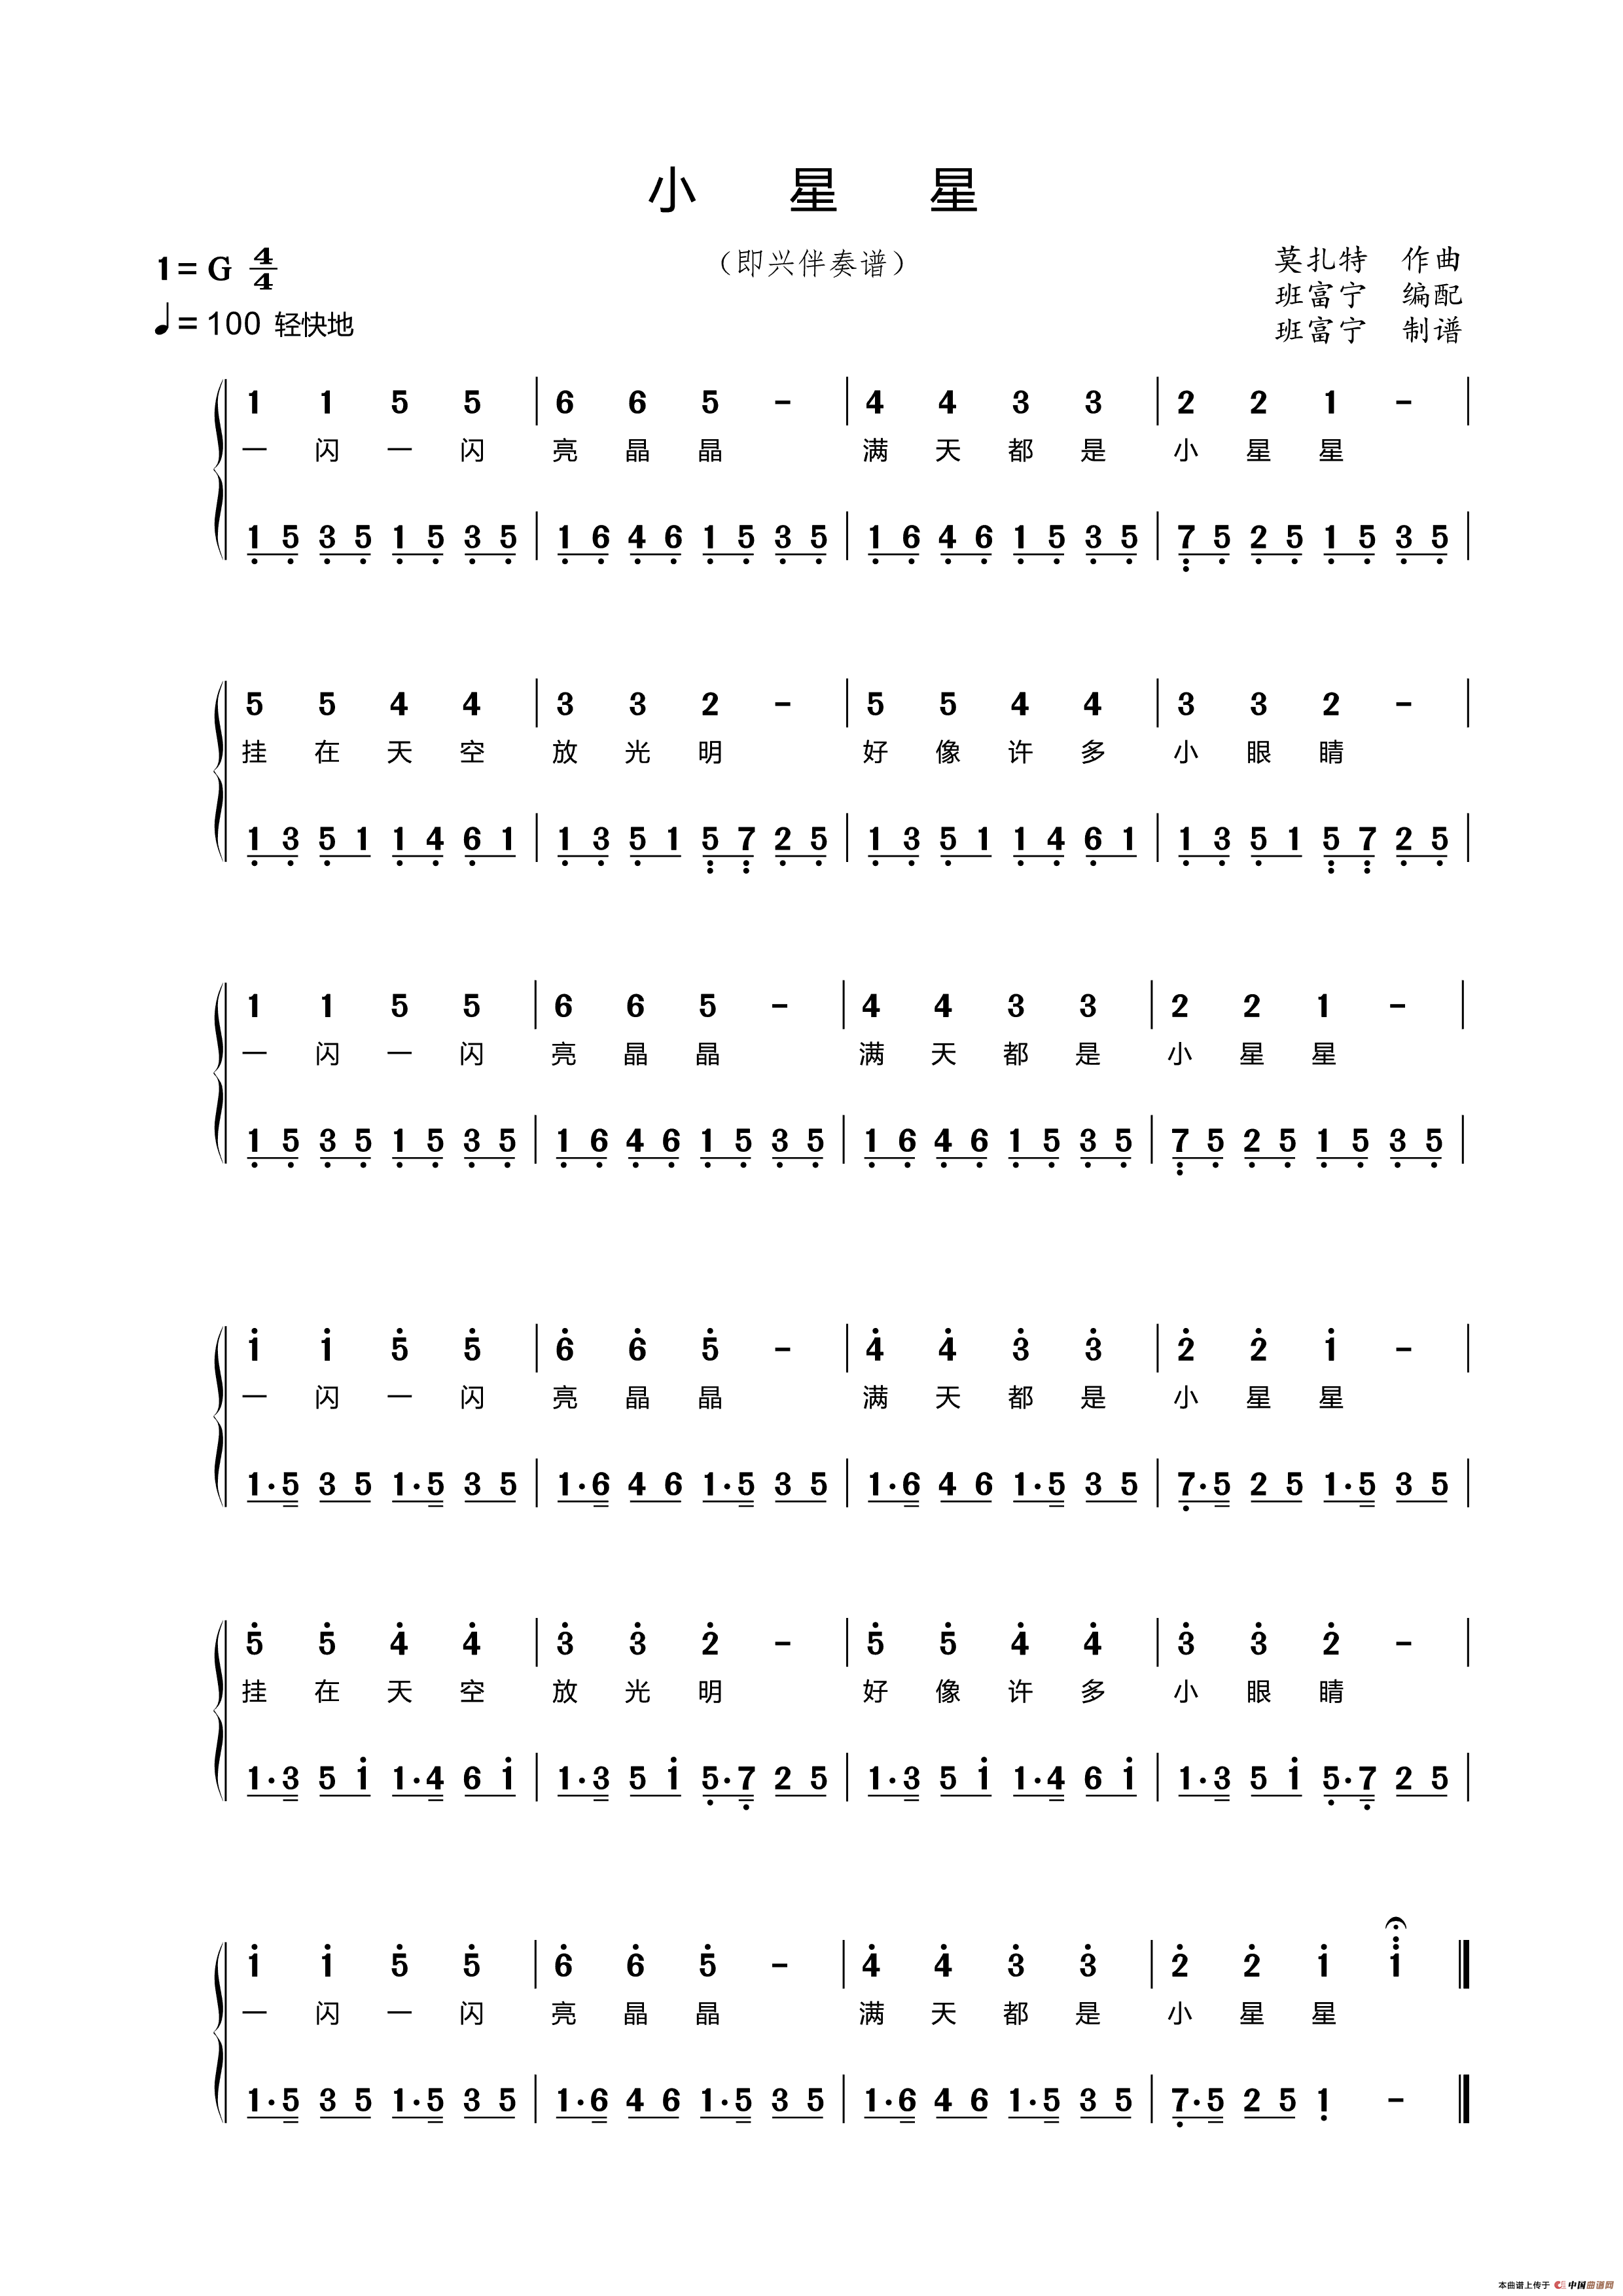 小 星 星
（即兴伴奏谱）
1=G 4/4
♩=100 轻快地
莫扎特 作曲
班富宁 编配
班富宁 制谱
1 1 5 5 | 6 6 5 - | 4 4 3 3 | 2 2 1 - |
一 闪 一 闪 亮 晶 晶 满 天 都 是 小 星 星
1̣ 5̣ 3̣ 5̣ 1̣ 5̣ 3̣ 5̣ | 1̣ 6̣ 4̣ 6̣ 1̣ 5̣ 3̣ 5̣ | 1̣ 6̣ 4̣ 6̣ 1̣ 5̣ 3̣ 5̣ | 7̣̣ 5̣ 2̣ 5̣ 1̣ 5̣ 3̣ 5̣ |
5 5 4 4 | 3 3 2 - | 5 5 4 4 | 3 3 2 - |
挂 在 天 空 放 光 明 好 像 许 多 小 眼 睛
1̣ 3̣ 5̣ 1 1̣ 4̣ 6̣ 1 | 1̣ 3̣ 5̣ 1 5̣̣ 7̣̣ 2̣ 5̣ | 1̣ 3̣ 5̣ 1 1̣ 4̣ 6̣ 1 | 1̣ 3̣ 5̣ 1 5̣̣ 7̣̣ 2̣ 5̣ |
1 1 5 5 | 6 6 5 - | 4 4 3 3 | 2 2 1 - |
一 闪 一 闪 亮 晶 晶 满 天 都 是 小 星 星
1̣ 5̣ 3̣ 5̣ 1̣ 5̣ 3̣ 5̣ | 1̣ 6̣ 4̣ 6̣ 1̣ 5̣ 3̣ 5̣ | 1̣ 6̣ 4̣ 6̣ 1̣ 5̣ 3̣ 5̣ | 7̣̣ 5̣ 2̣ 5̣ 1̣ 5̣ 3̣ 5̣ |
1̇ 1̇ 5̇ 5̇ | 6̇ 6̇ 5̇ - | 4̇ 4̇ 3̇ 3̇ | 2̇ 2̇ 1̇ - |
一 闪 一 闪 亮 晶 晶 满 天 都 是 小 星 星
1·5 3 5 1·5 3 5 | 1·6 4 6 1·5 3 5 | 1·6 4 6 1·5 3 5 | 7̣·5 2 5 1·5 3 5 |
5̇ 5̇ 4̇ 4̇ | 3̇ 3̇ 2̇ - | 5̇ 5̇ 4̇ 4̇ | 3̇ 3̇ 2̇ - |
挂 在 天 空 放 光 明 好 像 许 多 小 眼 睛
1·3 5 1̇ 1·4 6 1̇ | 1·3 5 1̇ 5̣·7̣ 2 5 | 1·3 5 1̇ 1·4 6 1̇ | 1·3 5 1̇ 5̣·7̣ 2 5 |
1̇ 1̇ 5̇ 5̇ | 6̇ 6̇ 5̇ - | 4̇ 4̇ 3̇ 3̇ | 2̇ 2̇ 1̇ 1̇̇ ‖
一 闪 一 闪 亮 晶 晶 满 天 都 是 小 星 星
1·5 3 5 1·5 3 5 | 1·6 4 6 1·5 3 5 | 1·6 4 6 1·5 3 5 | 7̣·5 2 5 1̣ - ‖
本曲谱上传于 中国曲谱网